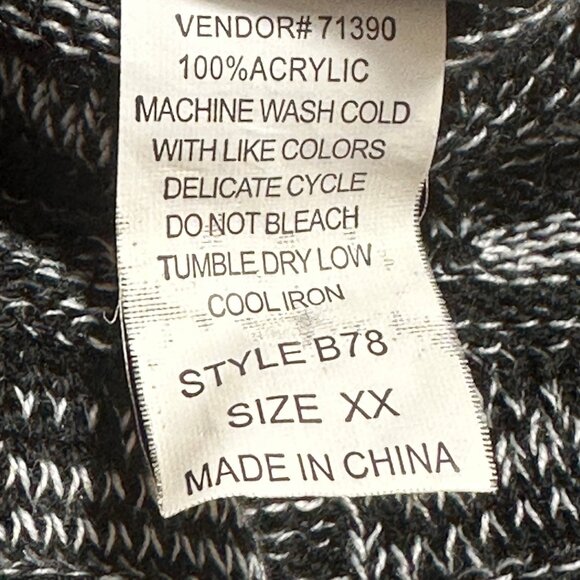 VENDOR# 71390
100%ACRYLIC
MACHINE WASH COLD
WITH LIKE COLORS
DELICATE CYCLE
DO NOT BLEACH
TUMBLE DRY LOW
COOL IRON
STYLE B78
SIZE XX
MADE IN CHINA